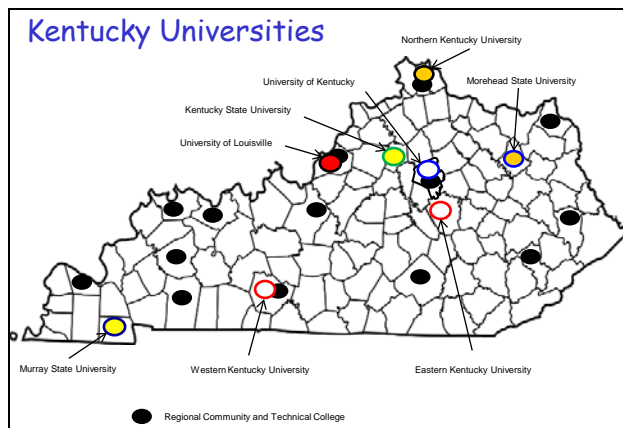 Kentucky Universities
Northern Kentucky University
University of Kentucky
Morehead State University
Kentucky State University
University of Louisville
Murray State University
Western Kentucky University
Eastern Kentucky University
Regional Community and Technical College